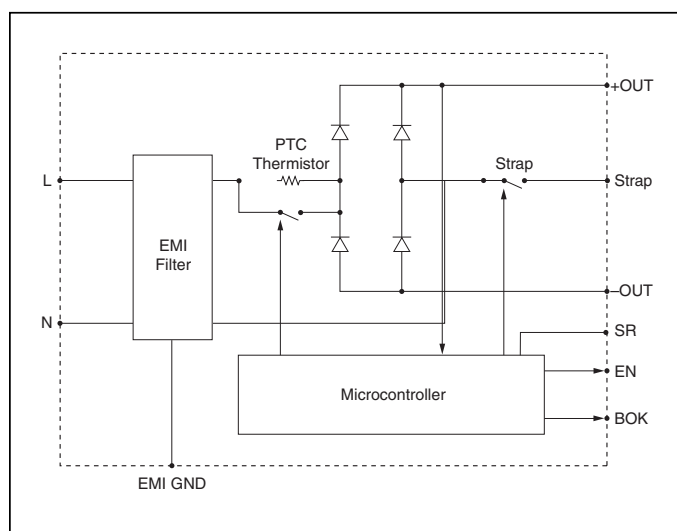 +OUT
PTC
Thermistor
Strap
L
Strap
EMI
Filter
–OUT
N
SR
EN
Microcontroller
BOK
EMI GND